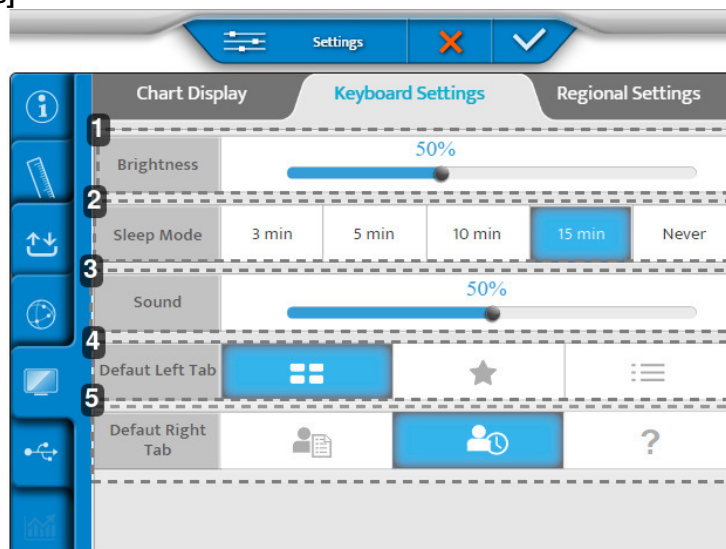 ]
Settings
Chart Display
Keyboard Settings
Regional Settings
1
50%
Brightness
2
Sleep Mode
3 min
5 min
10 min
15 min
Never
3
50%
Sound
4
Defaut Left Tab
5
Defaut Right
Tab
?